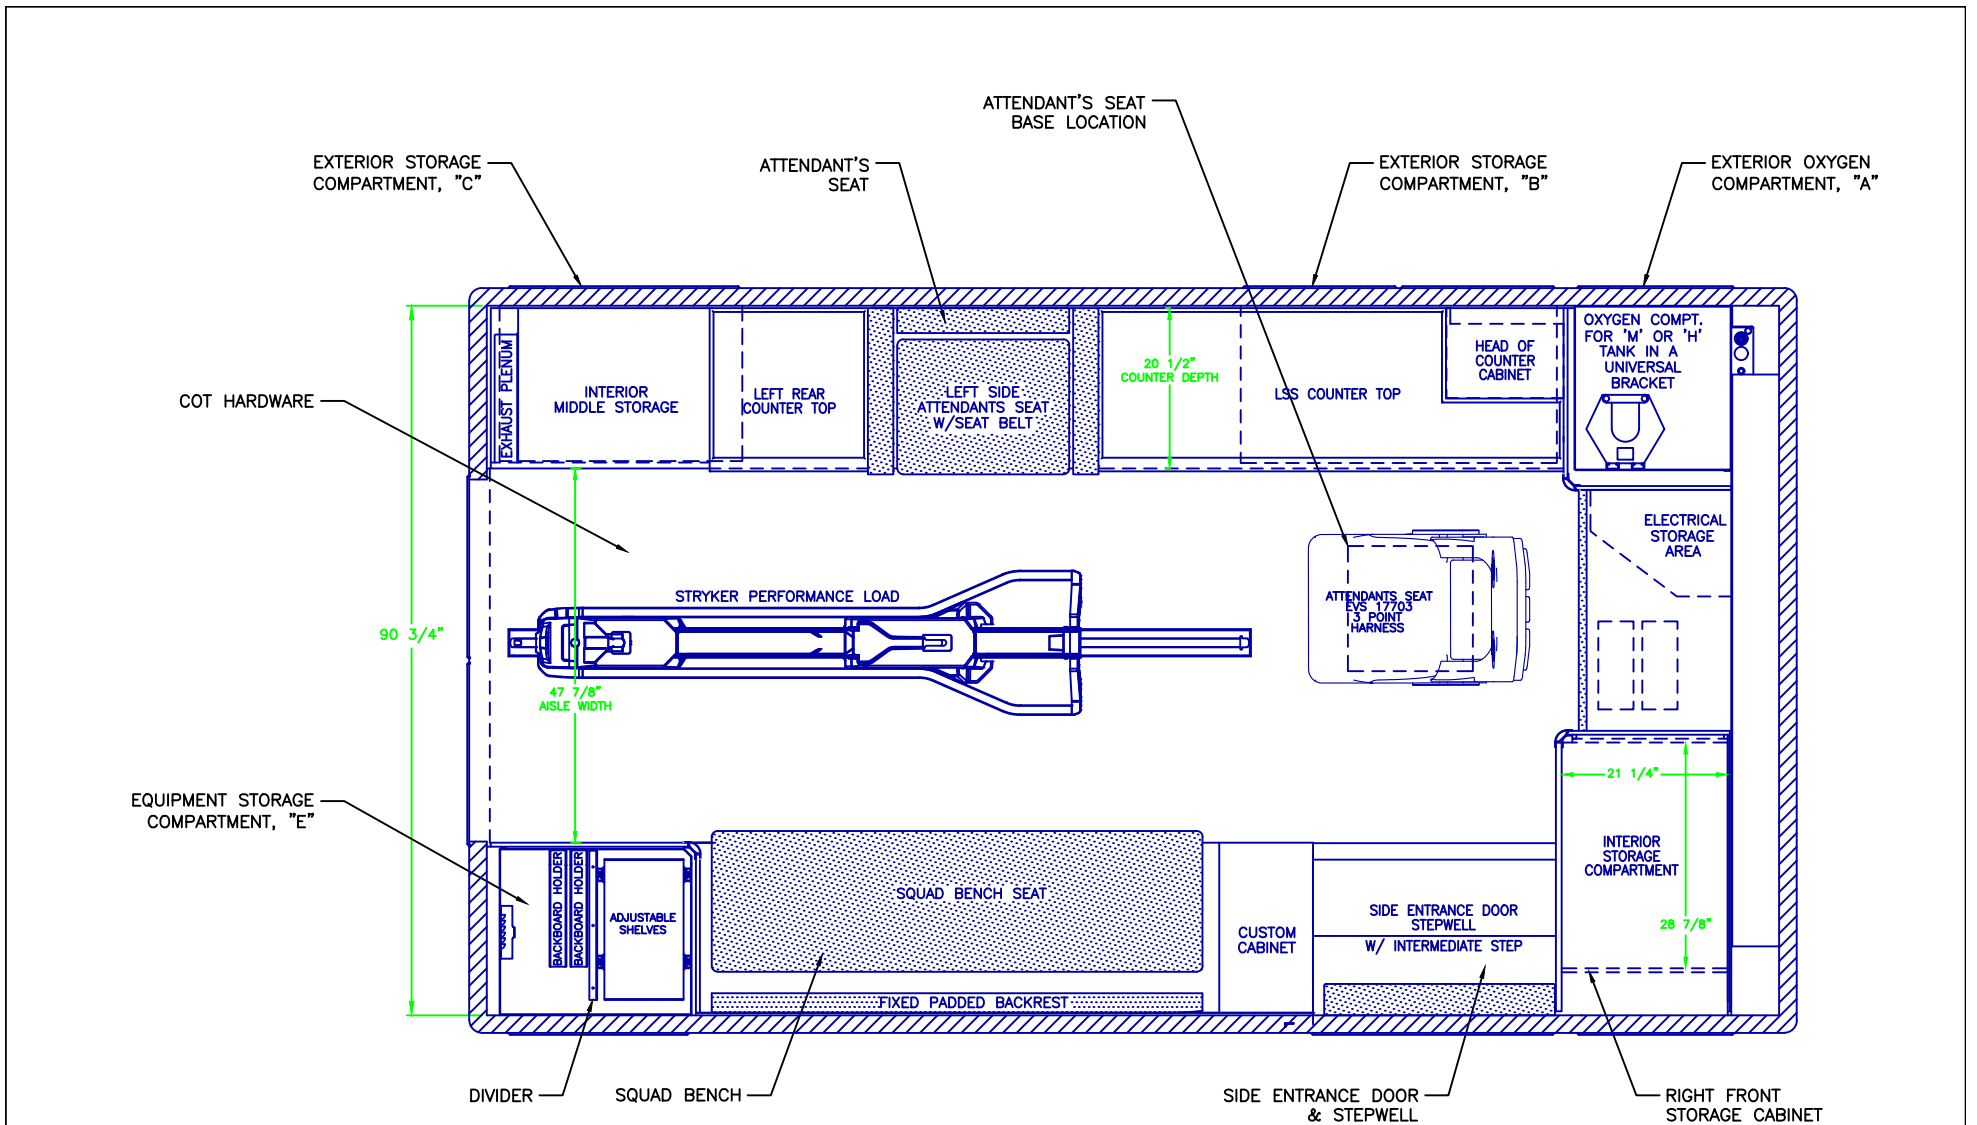 ATTENDANT'S SEAT
BASE LOCATION
EXTERIOR STORAGE
COMPARTMENT, "C"
ATTENDANT'S
SEAT
EXTERIOR STORAGE
COMPARTMENT, "B"
EXTERIOR OXYGEN
COMPARTMENT, "A"
OXYGEN COMPT.
FOR 'M' OR 'H'
TANK IN A
UNIVERSAL
BRACKET
EXHAUST PLENUM
INTERIOR
MIDDLE STORAGE
LEFT REAR
COUNTER TOP
LEFT SIDE
ATTENDANTS SEAT
W/SEAT BELT
20 1/2"
COUNTER DEPTH
LSS COUNTER TOP
HEAD OF
COUNTER
CABINET
COT HARDWARE
ELECTRICAL
STORAGE
AREA
STRYKER PERFORMANCE LOAD
ATTENDANTS SEAT
EVS 17703
3 POINT
HARNESS
90 3/4"
47 7/8"
AISLE WIDTH
21 1/4"
EQUIPMENT STORAGE
COMPARTMENT, "E"
BACKBOARD HOLDER
BACKBOARD HOLDER
ADJUSTABLE
SHELVES
SQUAD BENCH SEAT
CUSTOM
CABINET
SIDE ENTRANCE DOOR
STEPWELL
W/ INTERMEDIATE STEP
INTERIOR
STORAGE
COMPARTMENT
28 7/8"
FIXED PADDED BACKREST
DIVIDER
SQUAD BENCH
SIDE ENTRANCE DOOR
& STEPWELL
RIGHT FRONT
STORAGE CABINET